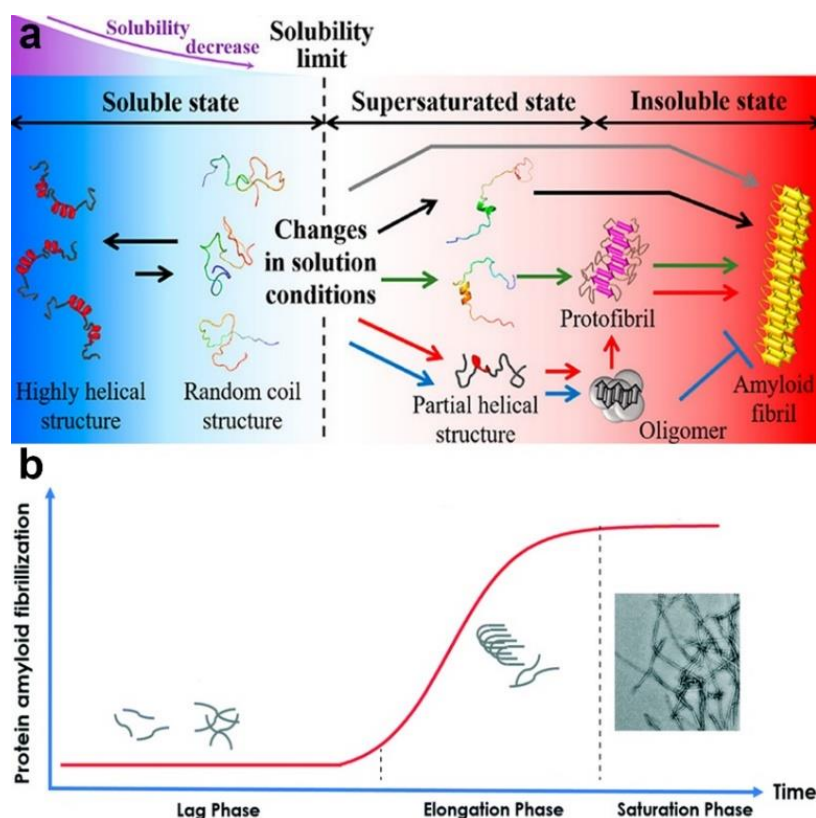 a
Solubility
decrease
Solubility
limit
Soluble state
Supersaturated state
Insoluble state
Changes
in solution
conditions
Protofibril
Highly helical
structure
Random coil
structure
Partial helical
structure
Oligomer
Amyloid
fibril
b
Protein amyloid fibrillization
Time
Lag Phase
Elongation Phase
Saturation Phase